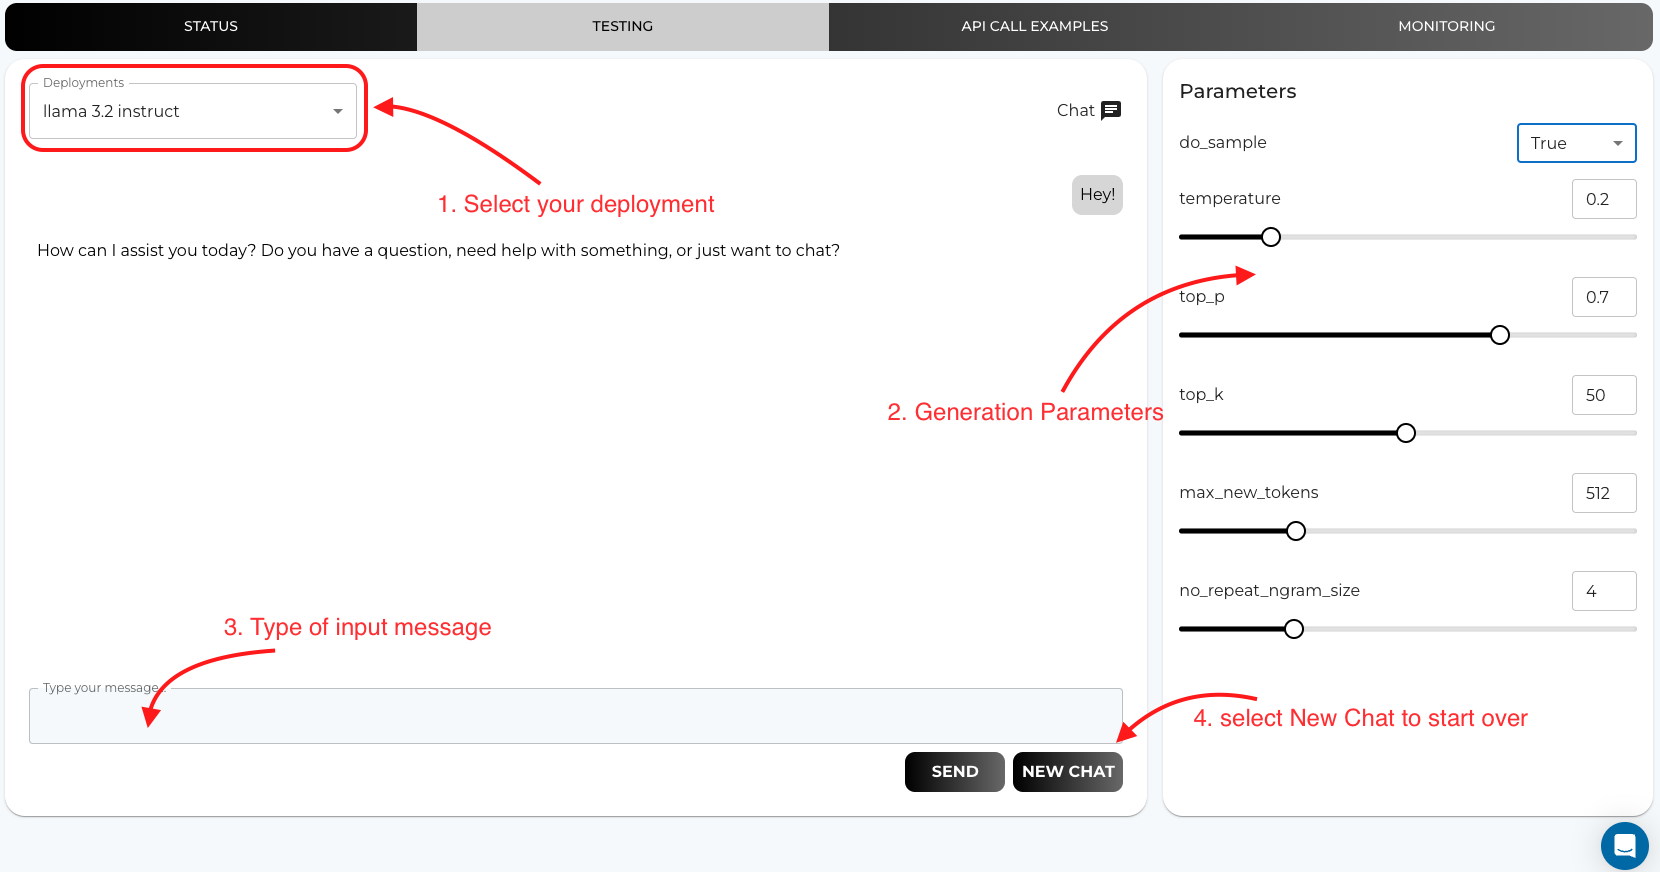 STATUS
TESTING
API CALL EXAMPLES
MONITORING
Deployments
llama 3.2 instruct
Chat
1. Select your deployment
Hey!
How can I assist you today? Do you have a question, need help with something, or just want to chat?
2. Generation Parameters
3. Type of input message
Type your message...
4. select New Chat to start over
SEND
NEW CHAT
Parameters
do_sample
True
temperature
0.2
top_p
0.7
top_k
50
max_new_tokens
512
no_repeat_ngram_size
4